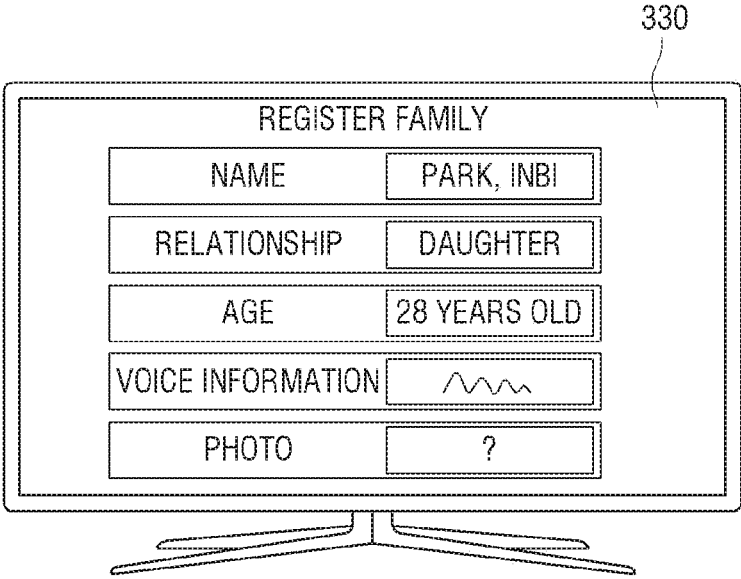 330
REGISTER FAMILY
NAME PARK, INBI
RELATIONSHIP DAUGHTER
AGE 28 YEARS OLD
VOICE INFORMATION
PHOTO ?